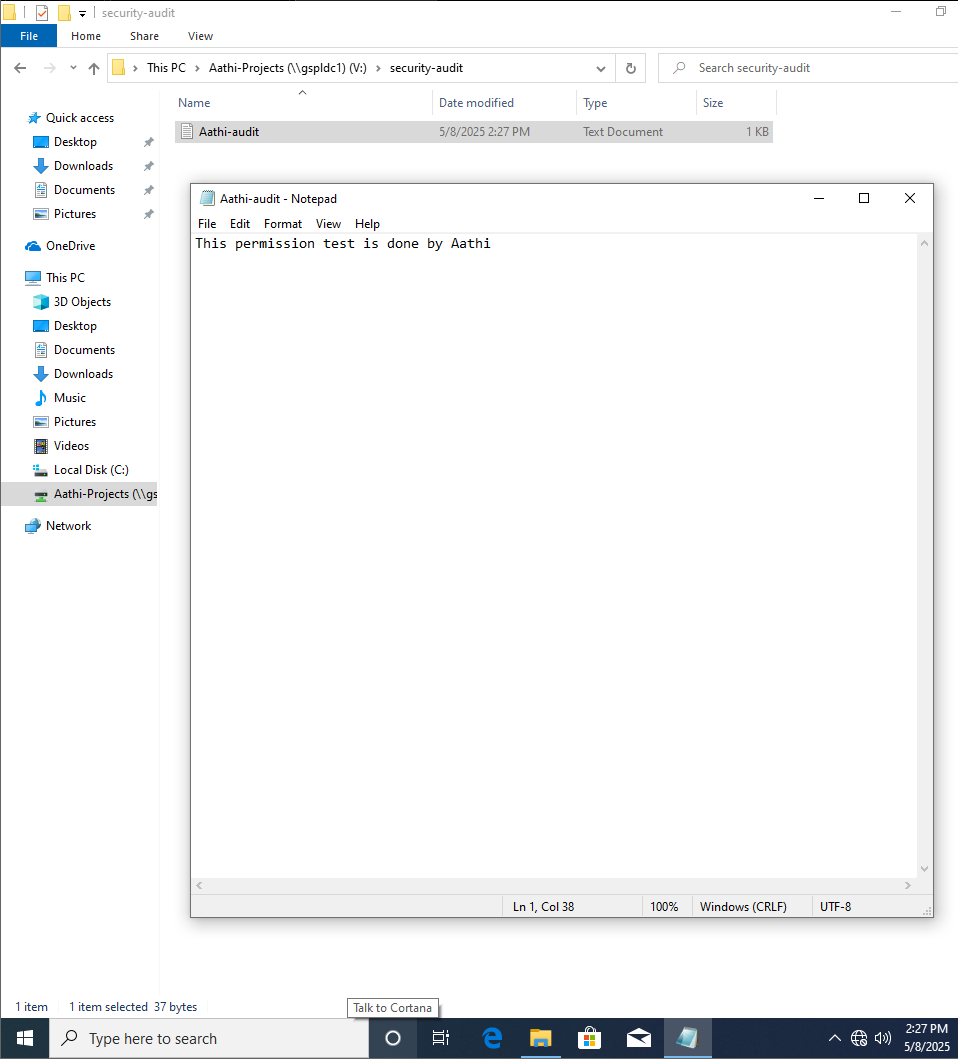 security-audit
File Home Share View
This PC > Aathi-Projects (\\gspldc1) (V:) > security-audit
Search security-audit
Name Date modified Type Size
Aathi-audit 5/8/2025 2:27 PM Text Document 1 KB
Quick access
Desktop
Downloads
Documents
Pictures
OneDrive
This PC
3D Objects
Desktop
Documents
Downloads
Music
Pictures
Videos
Local Disk (C:)
Aathi-Projects (\\gs
Network
Aathi-audit - Notepad
File Edit Format View Help
This permission test is done by Aathi
Ln 1, Col 38 100% Windows (CRLF) UTF-8
1 item 1 item selected 37 bytes
Talk to Cortana
Type here to search
2:27 PM
5/8/2025